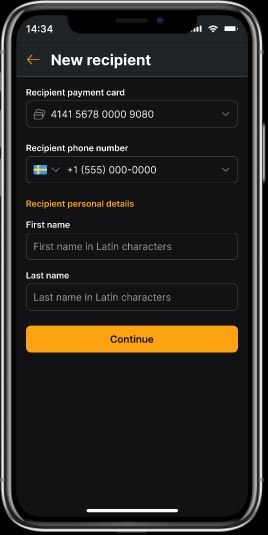 14:34
New recipient
Recipient payment card
4141 5678 0000 9080
Recipient phone number
+1 (555) 000-0000
Recipient personal details
First name
First name in Latin characters
Last name
Last name in Latin characters
Continue